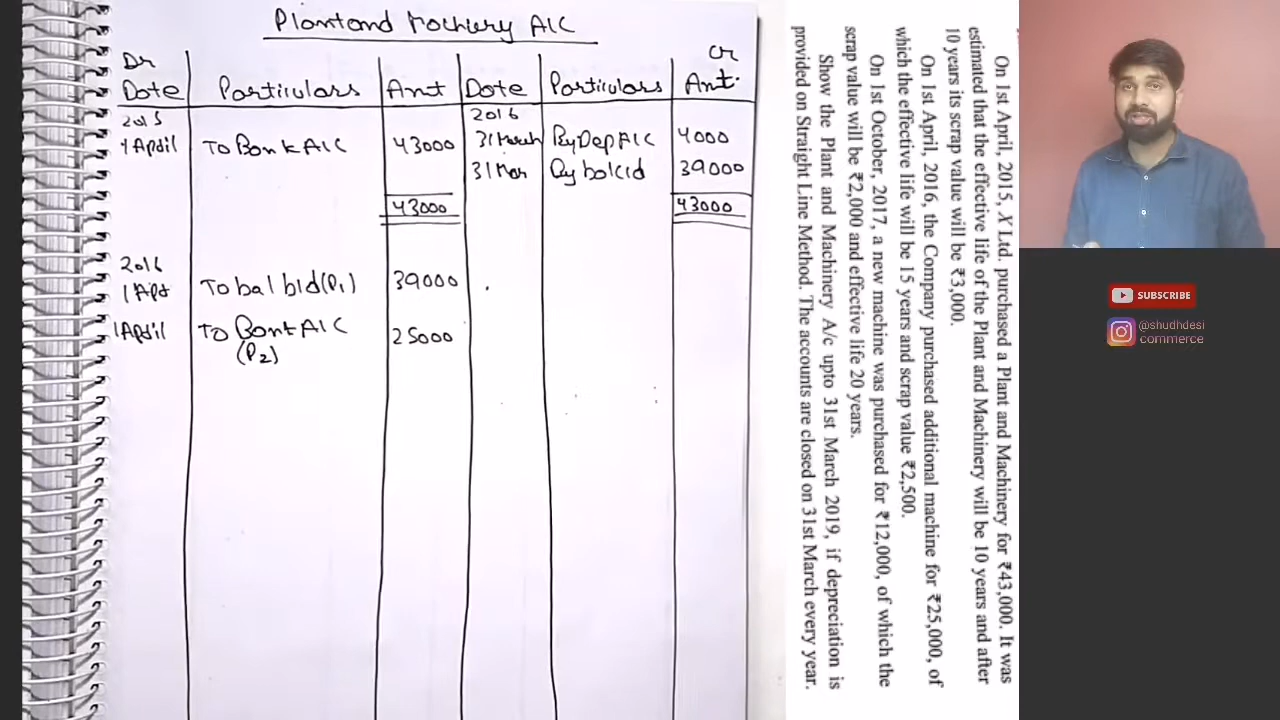 Plantand Machinery A/C
Dr
Cr
Date Particulars Amt Date Particulars Amt.
2015
1 April To Bank A/C 43000
2016
31 March By Dep A/C 4000
31 Mar By bal c/d 39000
43000 43000
2016
1 Apr To bal b/d (P1) 39000
1 April To Bank A/C 25000
(P2)
On 1st April, 2015, X Ltd. purchased a Plant and Machinery for ₹43,000. It was
estimated that the effective life of the Plant and Machinery will be 10 years and after
10 years its scrap value will be ₹3,000.
On 1st April, 2016, the Company purchased additional machine for ₹25,000, of
which the effective life will be 15 years and scrap value ₹2,500.
On 1st October, 2017, a new machine was purchased for ₹12,000, of which the
scrap value will be ₹2,000 and effective life 20 years.
Show the Plant and Machinery A/c upto 31st March 2019, if depreciation is
provided on Straight Line Method. The accounts are closed on 31st March every year.
SUBSCRIBE
@shudhdesi
commerce